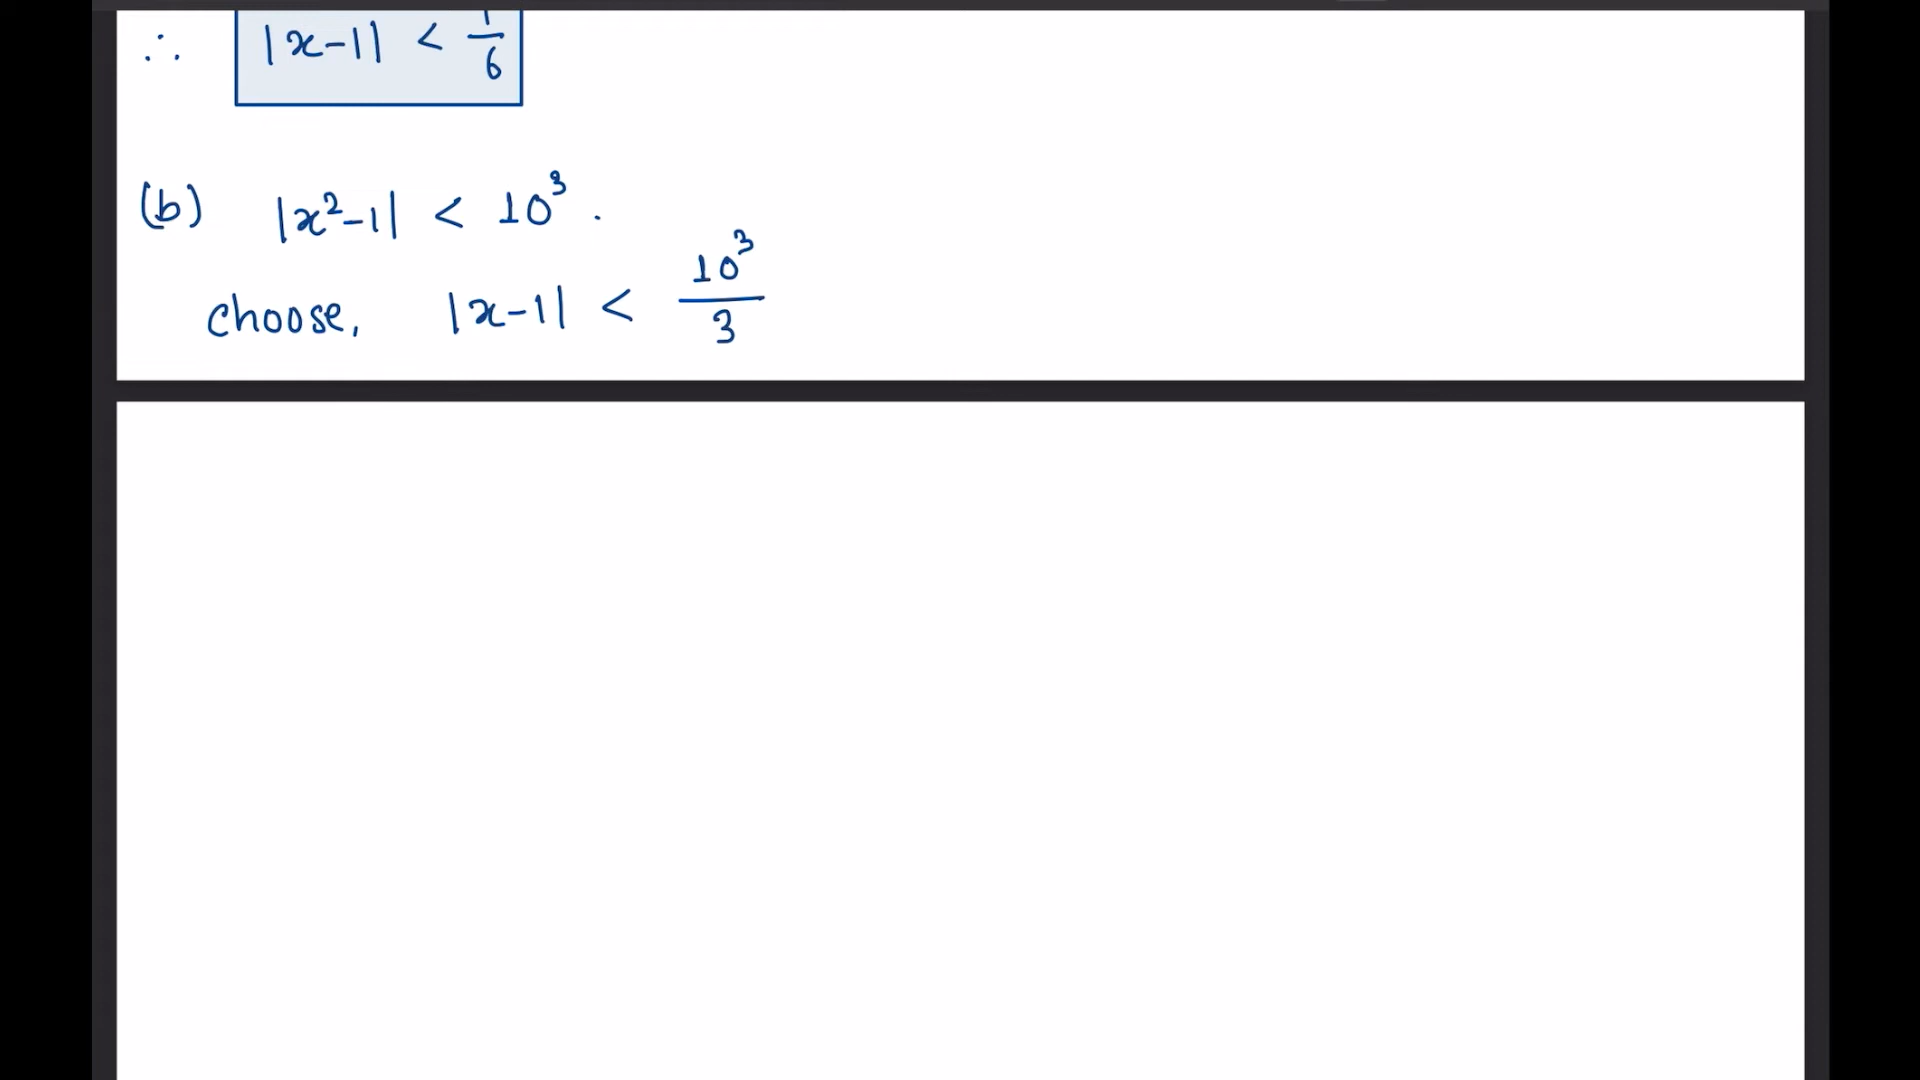 ∴ |x-1| < 1/6
(b) |x²-1| < 10³.
choose, |x-1| < 10³/3